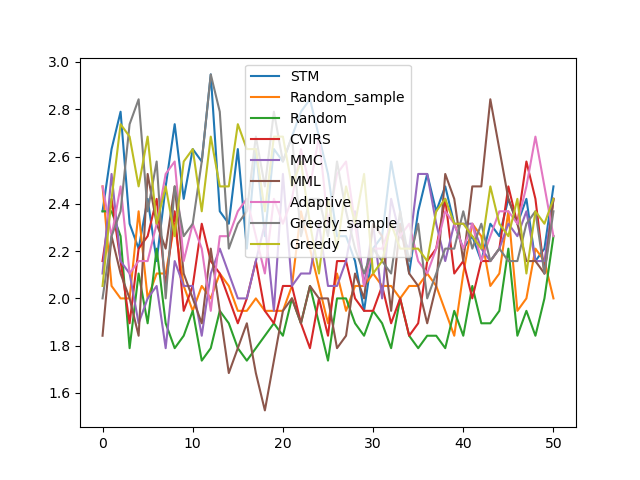 3.0
2.8
2.6
2.4
2.2
2.0
1.8
1.6
0 10 20 30 40 50
STM
Random_sample
Random
CVIRS
MMC
MML
Adaptive
Greedy_sample
Greedy